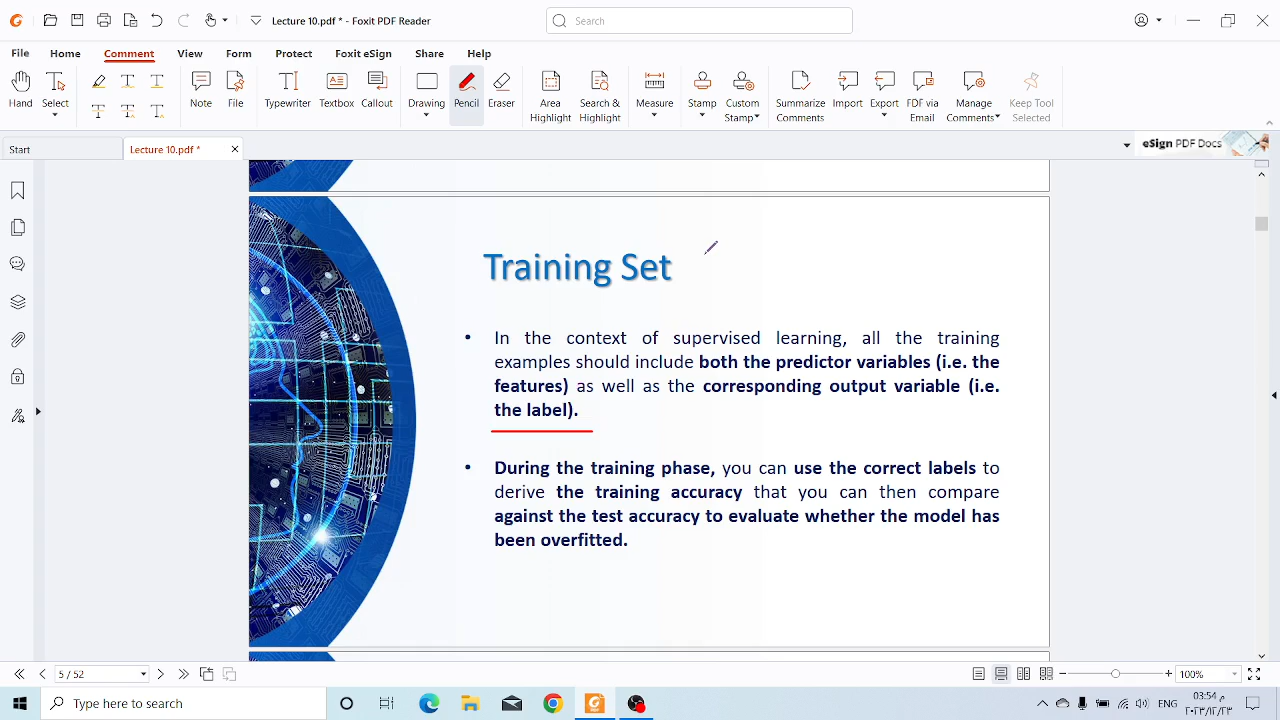 Lecture 10.pdf * - Foxit PDF Reader
Search
File Home Comment View Form Protect Foxit eSign Share Help
Hand Select Note File Typewriter Textbox Callout Drawing Pencil Eraser Area Highlight Search & Highlight Measure Stamp Custom Stamp Summarize Comments Import Export FDF via Email Manage Comments Keep Tool Selected
Start Lecture 10.pdf * eSign PDF Docs
Training Set
• In the context of supervised learning, all the training
examples should include both the predictor variables (i.e. the
features) as well as the corresponding output variable (i.e.
the label).
• During the training phase, you can use the correct labels to
derive the training accuracy that you can then compare
against the test accuracy to evaluate whether the model has
been overfitted.
5 / 52 100%
Type here to search ENG 03:54